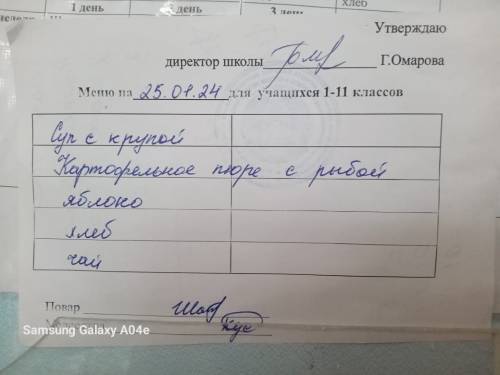 1 день
день
3 день
хлеб
Утверждаю
директор школы Г.Омарова
Меню на 25.01.24 для учащихся 1-11 классов
Суп с крупой
Картофельное пюре с рыбой
яблоко
хлеб
чай
Повар
Samsung Galaxy A04e